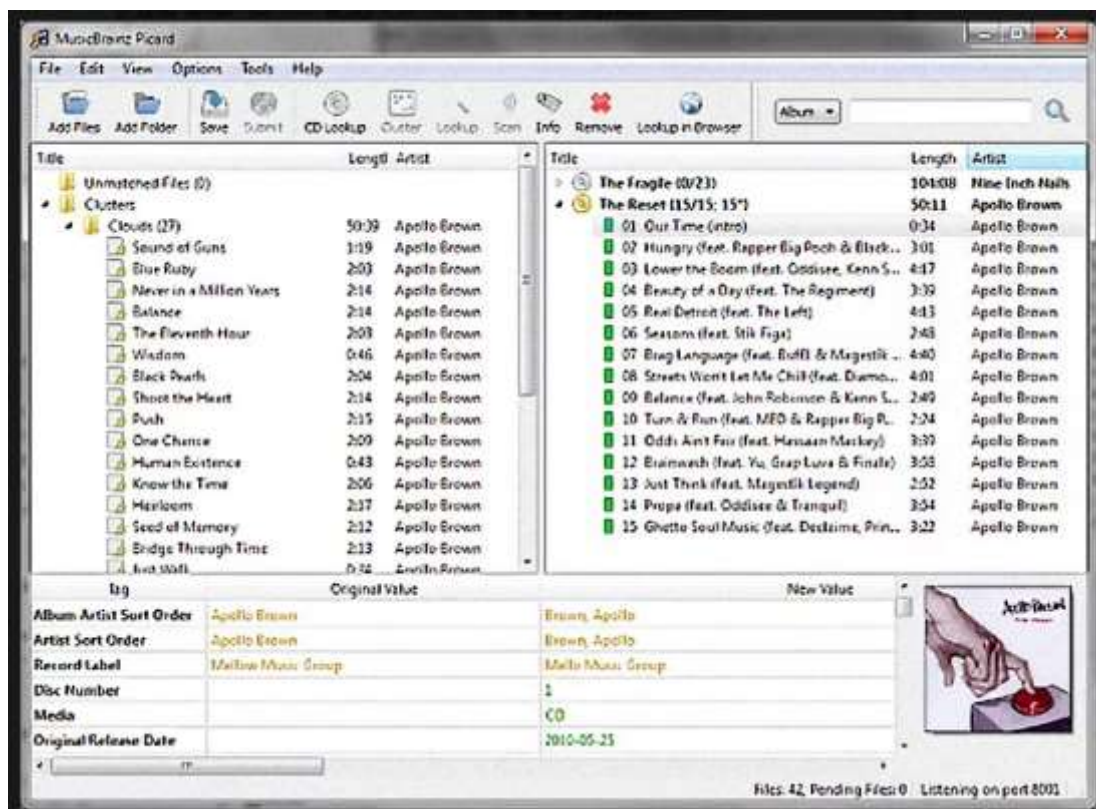 MusicBrainz Picard
File Edit View Options Tools Help
Add Files Add Folder Save Submit CD Lookup Cluster Lookup Scan Info Remove Lookup in Browser Album
Title Length Artist
Unmatched Files (0)
Clusters
Clouds (27) 50:39 Apollo Brown
Sound of Guns 1:19 Apollo Brown
Blue Ruby 2:03 Apollo Brown
Never in a Million Years 2:14 Apollo Brown
Balance 2:14 Apollo Brown
The Eleventh Hour 2:03 Apollo Brown
Wisdom 0:46 Apollo Brown
Black Pearls 2:04 Apollo Brown
Shoot the Heart 2:14 Apollo Brown
Push 2:15 Apollo Brown
One Chance 2:09 Apollo Brown
Human Existence 0:43 Apollo Brown
Know the Time 2:06 Apollo Brown
Heirloom 2:37 Apollo Brown
Seed of Memory 2:12 Apollo Brown
Bridge Through Time 2:13 Apollo Brown
Just Walk 0:34 Apollo Brown
Title Length Artist
The Fragile (0/23) 104:08 Nine Inch Nails
The Reset (15/15; 15*) 50:11 Apollo Brown
01 Our Time (intro) 0:34 Apollo Brown
02 Hungry (feat. Rapper Big Pooh & Black... 3:01 Apollo Brown
03 Lower the Boom (feat. Oddisee, Kenn S... 4:17 Apollo Brown
04 Beauty of a Day (feat. The Regiment) 3:39 Apollo Brown
05 Real Detroit (feat. The Left) 4:13 Apollo Brown
06 Seasons (feat. Stik Figa) 2:48 Apollo Brown
07 Brag Language (feat. Buff1 & Magestik ... 4:40 Apollo Brown
08 Streets Won't Let Me Chill (feat. Diamo... 4:01 Apollo Brown
09 Balance (feat. John Robinson & Kenn S... 2:49 Apollo Brown
10 Turn & Run (feat. MED & Rapper Big P... 2:24 Apollo Brown
11 Odds Ain't Fair (feat. Hassaan Mackey) 3:39 Apollo Brown
12 Brainwash (feat. Yu, Grap Luva & Finale) 3:58 Apollo Brown
13 Just Think (feat. Magestik Legend) 2:52 Apollo Brown
14 Propa (feat. Oddisee & Tranquil) 3:54 Apollo Brown
15 Ghetto Soul Music (feat. Declaime, Prin... 3:22 Apollo Brown
Tag Original Value New Value
Album Artist Sort Order Apollo Brown Brown, Apollo
Artist Sort Order Apollo Brown Brown, Apollo
Record Label Mellow Music Group Mello Music Group
Disc Number 1
Media CD
Original Release Date 2010-05-25
Apollo Brown
Files: 42, Pending Files: 0 Listening on port 8001